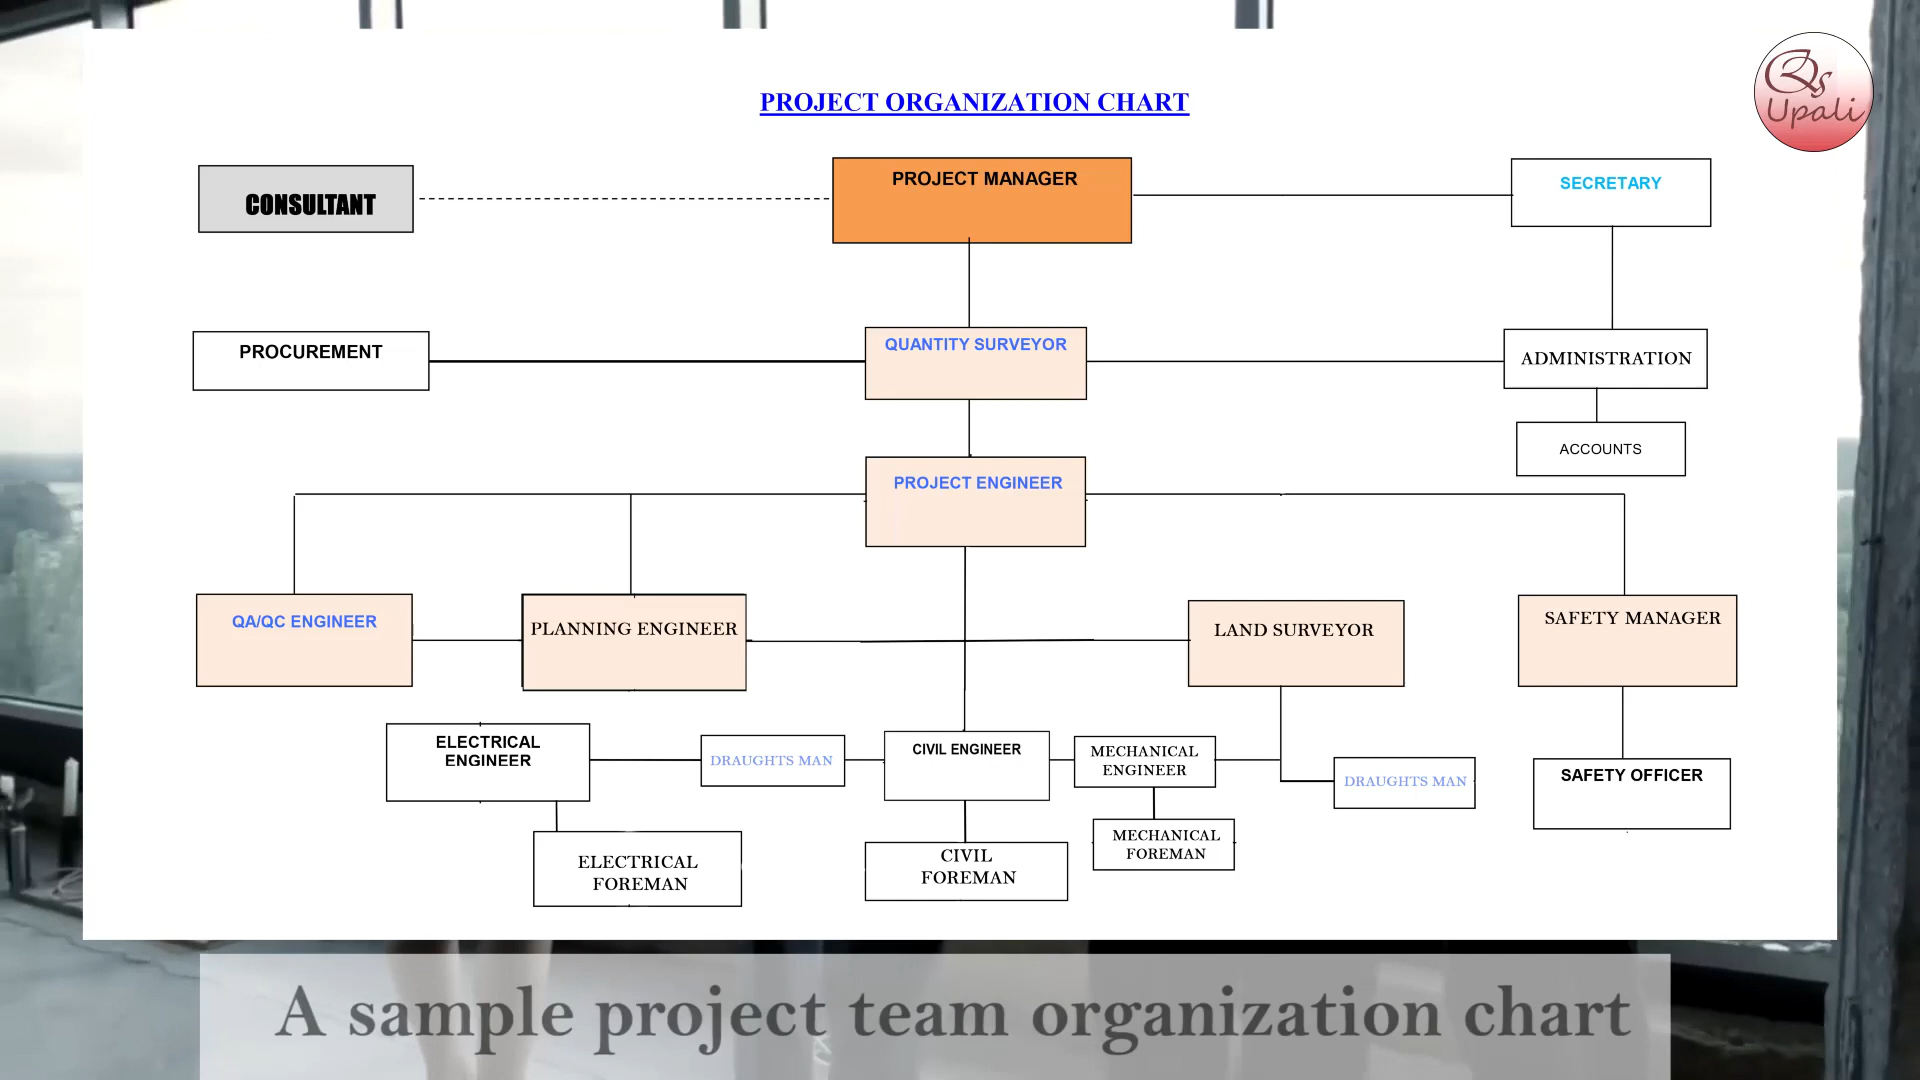 PROJECT ORGANIZATION CHART
Qs
Upali
CONSULTANT
PROJECT MANAGER
SECRETARY
PROCUREMENT
QUANTITY SURVEYOR
ADMINISTRATION
ACCOUNTS
PROJECT ENGINEER
QA/QC ENGINEER
PLANNING ENGINEER
LAND SURVEYOR
SAFETY MANAGER
ELECTRICAL
ENGINEER
DRAUGHTS MAN
CIVIL ENGINEER
MECHANICAL
ENGINEER
DRAUGHTS MAN
SAFETY OFFICER
ELECTRICAL
FOREMAN
CIVIL
FOREMAN
MECHANICAL
FOREMAN
A sample project team organization chart